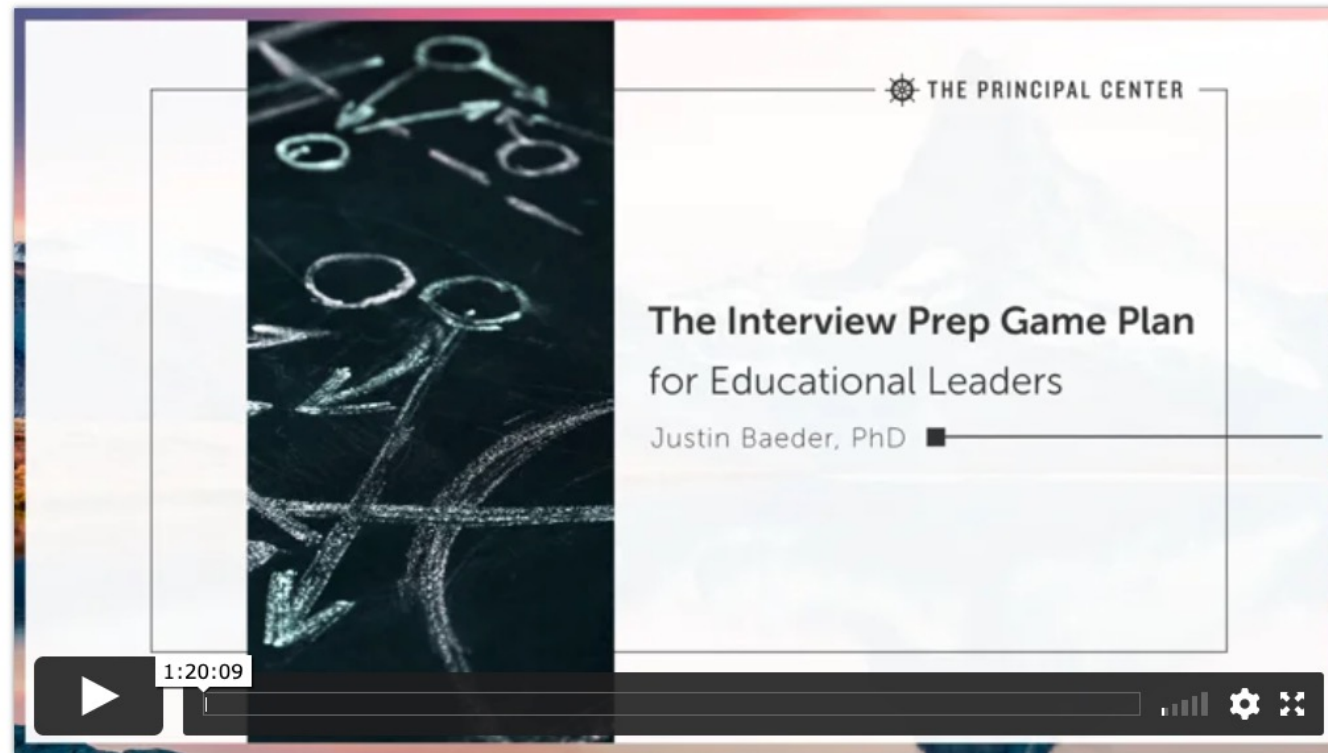 THE PRINCIPAL CENTER
The Interview Prep Game Plan
for Educational Leaders
Justin Baeder, PhD
1:20:09